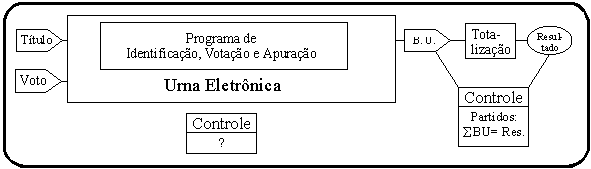 Título
Voto
Programa de
Identificação, Votação e Apuração
Urna Eletrônica
B. U.
Tota-
lização
Resul-
tado
Controle
?
Controle
Partidos:
∑BU= Res.